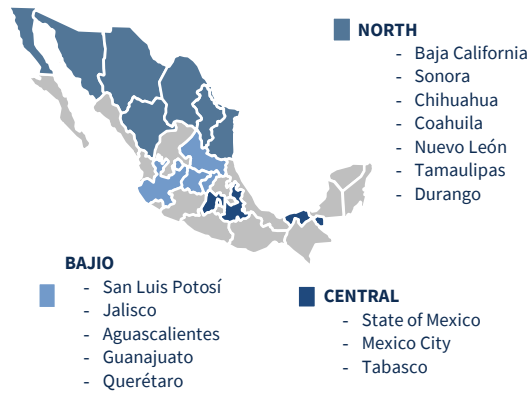 NORTH
- Baja California
- Sonora
- Chihuahua
- Coahuila
- Nuevo León
- Tamaulipas
- Durango
BAJIO
- San Luis Potosí
- Jalisco
- Aguascalientes
- Guanajuato
- Querétaro
CENTRAL
- State of Mexico
- Mexico City
- Tabasco